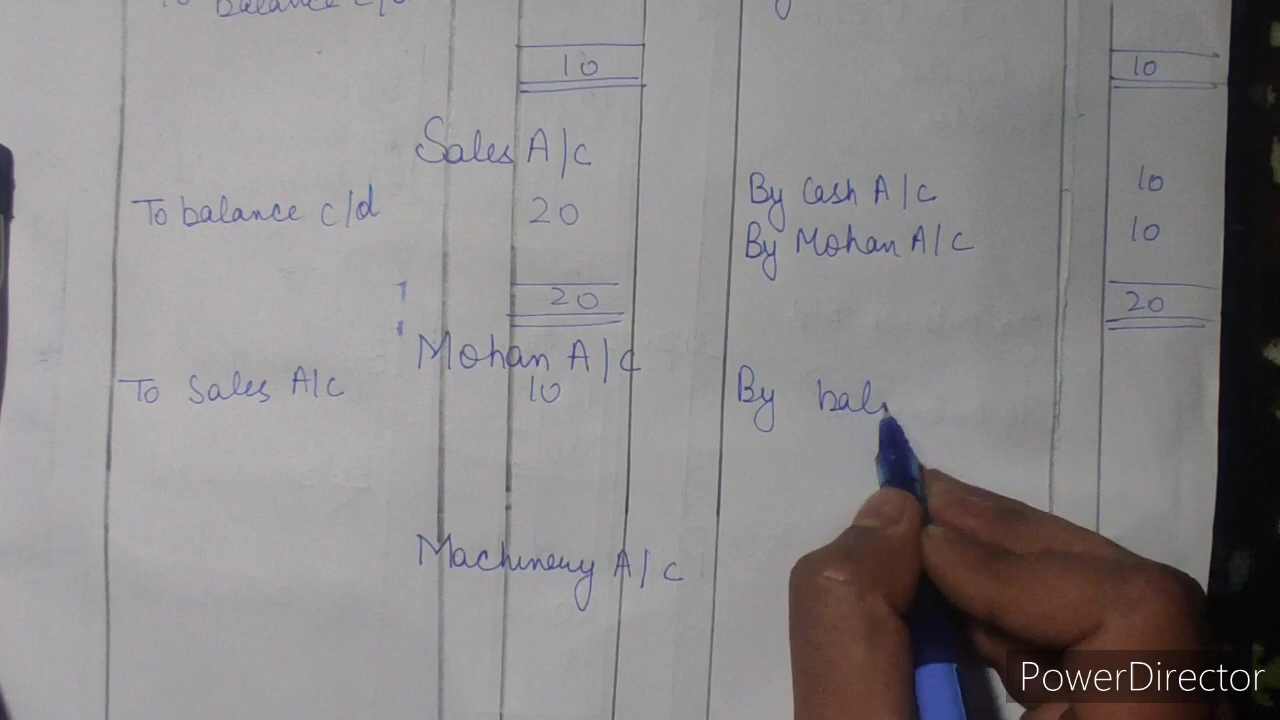 balance c/d
10 10
Sales A/c
To balance c/d 20 By Cash A/c 10
By Mohan A/c 10
20 20
Mohan A/c
To Sales A/c 10 By bal
Machinery A/c
PowerDirector